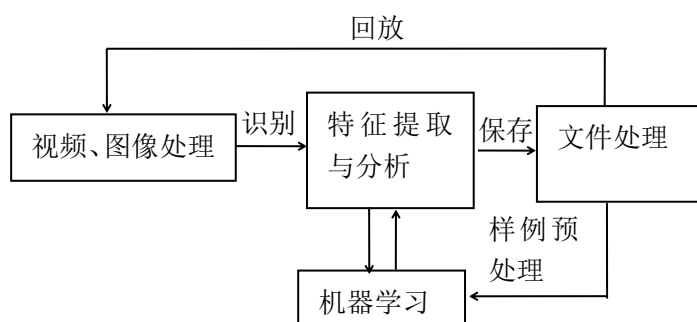 回放
视频、图像处理
识别
特征提取
与分析
保存
文件处理
样例预
处理
机器学习